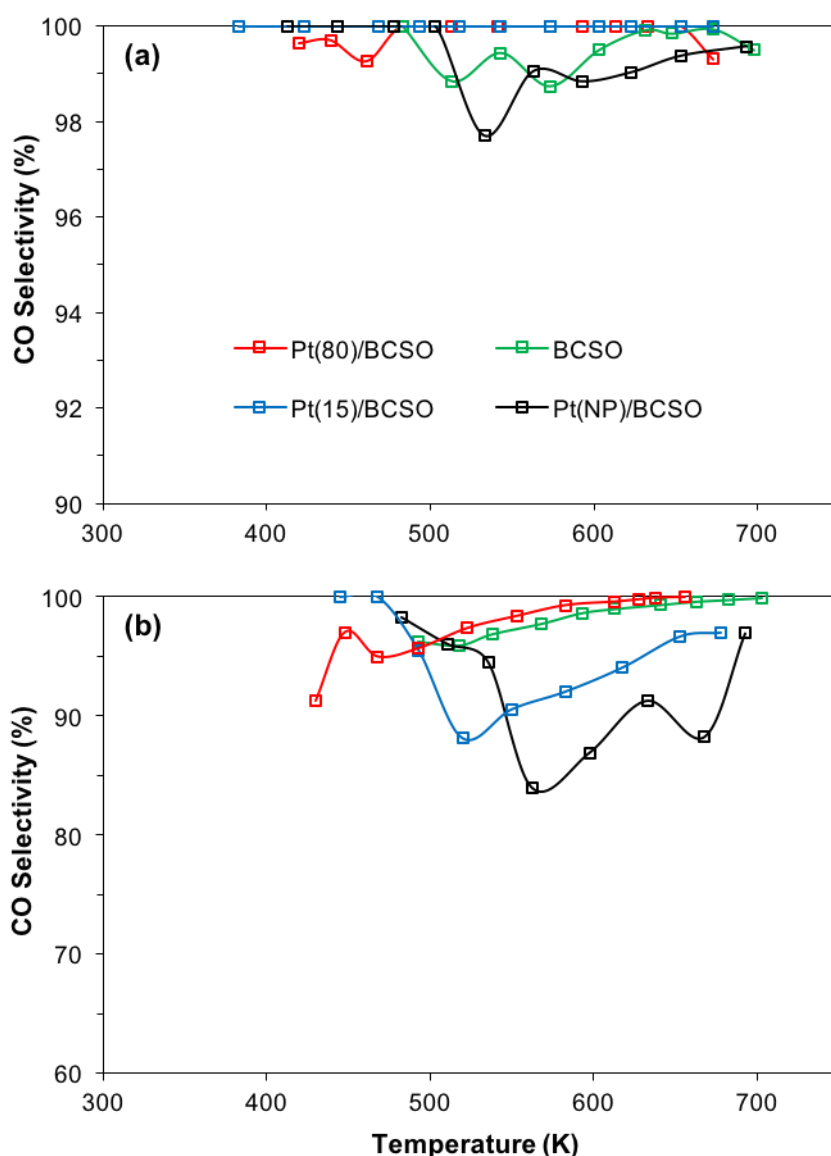 100
(a)
98
96
94
92
90
CO Selectivity (%)
Pt(80)/BCSO
BCSO
Pt(15)/BCSO
Pt(NP)/BCSO
300 400 500 600 700
100
(b)
90
80
70
60
CO Selectivity (%)
300 400 500 600 700
Temperature (K)